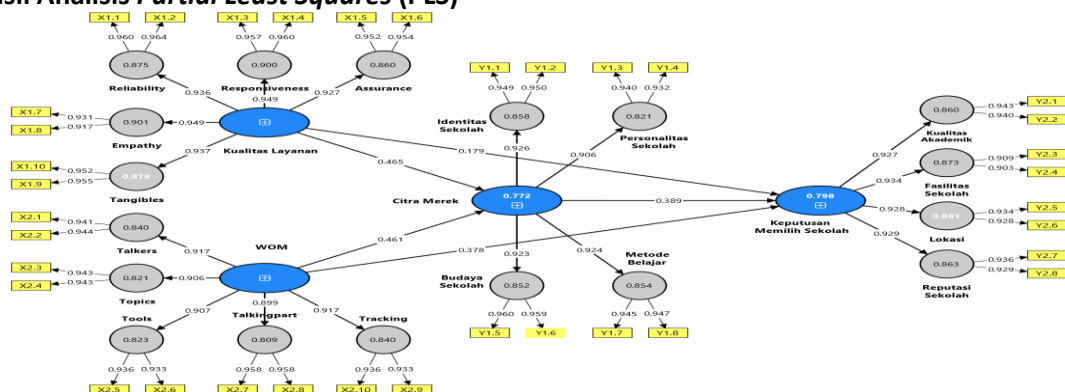 Analisis Partial Least Squares (PLS)
X1.1 X1.2 X1.3 X1.4 X1.5 X1.6
0.960 0.964 0.957 0.960 0.952 0.954
0.875 0.900 0.860
Reliability Responsiveness Assurance
0.936 0.949 0.927
X1.7 0.931
X1.8 0.917
0.901 0.949
Empathy
Kualitas Layanan
0.937
X1.10 0.952
X1.9 0.955
0.879
Tangibles
X2.1 0.941
X2.2 0.944
0.840
Talkers
0.917
WOM
X2.3 0.943
X2.4 0.943
0.821 0.906
Topics
0.907 0.899 0.917
Tools Talkingpart Tracking
0.823 0.809 0.840
0.936 0.933 0.958 0.958 0.936 0.933
X2.5 X2.6 X2.7 X2.8 X2.10 X2.9
0.465
0.179
0.461
0.378
Y1.1 Y1.2 Y1.3 Y1.4
0.949 0.950 0.940 0.932
0.858 0.821
Identitas
Sekolah
Personalitas
Sekolah
0.926 0.906
Citra Merek 0.772
0.389
0.923 0.924
Budaya
Sekolah
Metode
Belajar
0.852 0.854
0.960 0.959 0.945 0.947
Y1.5 Y1.6 Y1.7 Y1.8
0.798
Keputusan
Memilih Sekolah
0.927
0.934
0.928
0.929
0.860 0.943 Y2.1
0.940 Y2.2
Kualitas
Akademik
0.873 0.909 Y2.3
0.903 Y2.4
Fasilitas
Sekolah
0.861 0.934 Y2.5
0.928 Y2.6
Lokasi
0.863 0.936 Y2.7
0.929 Y2.8
Reputasi
Sekolah